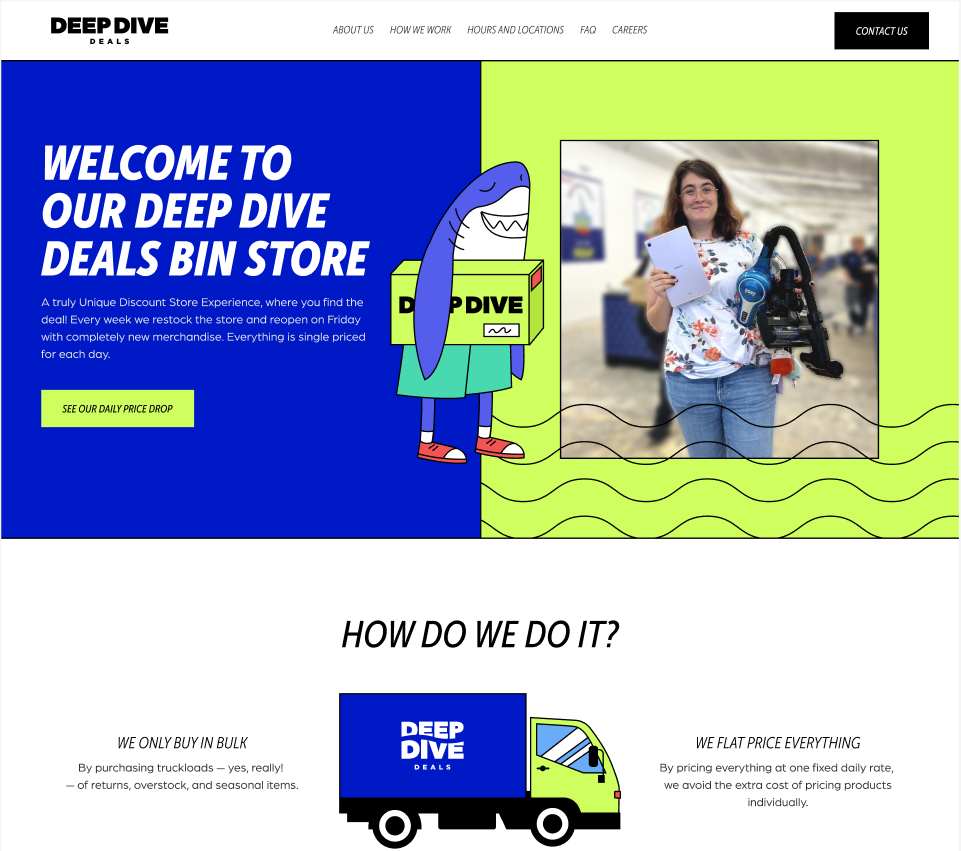 DEEP DIVE
DEALS
ABOUT US HOW WE WORK HOURS AND LOCATIONS FAQ CAREERS
CONTACT US
WELCOME TO
OUR DEEP DIVE
DEALS BIN STORE
A truly Unique Discount Store Experience, where you find the
deal! Every week we restock the store and reopen on Friday
with completely new merchandise. Everything is single priced
for each day.
SEE OUR DAILY PRICE DROP
D P DIVE
HOW DO WE DO IT?
WE ONLY BUY IN BULK
By purchasing truckloads — yes, really!
— of returns, overstock, and seasonal items.
DEEP
DIVE
DEALS
WE FLAT PRICE EVERYTHING
By pricing everything at one fixed daily rate,
we avoid the extra cost of pricing products
individually.